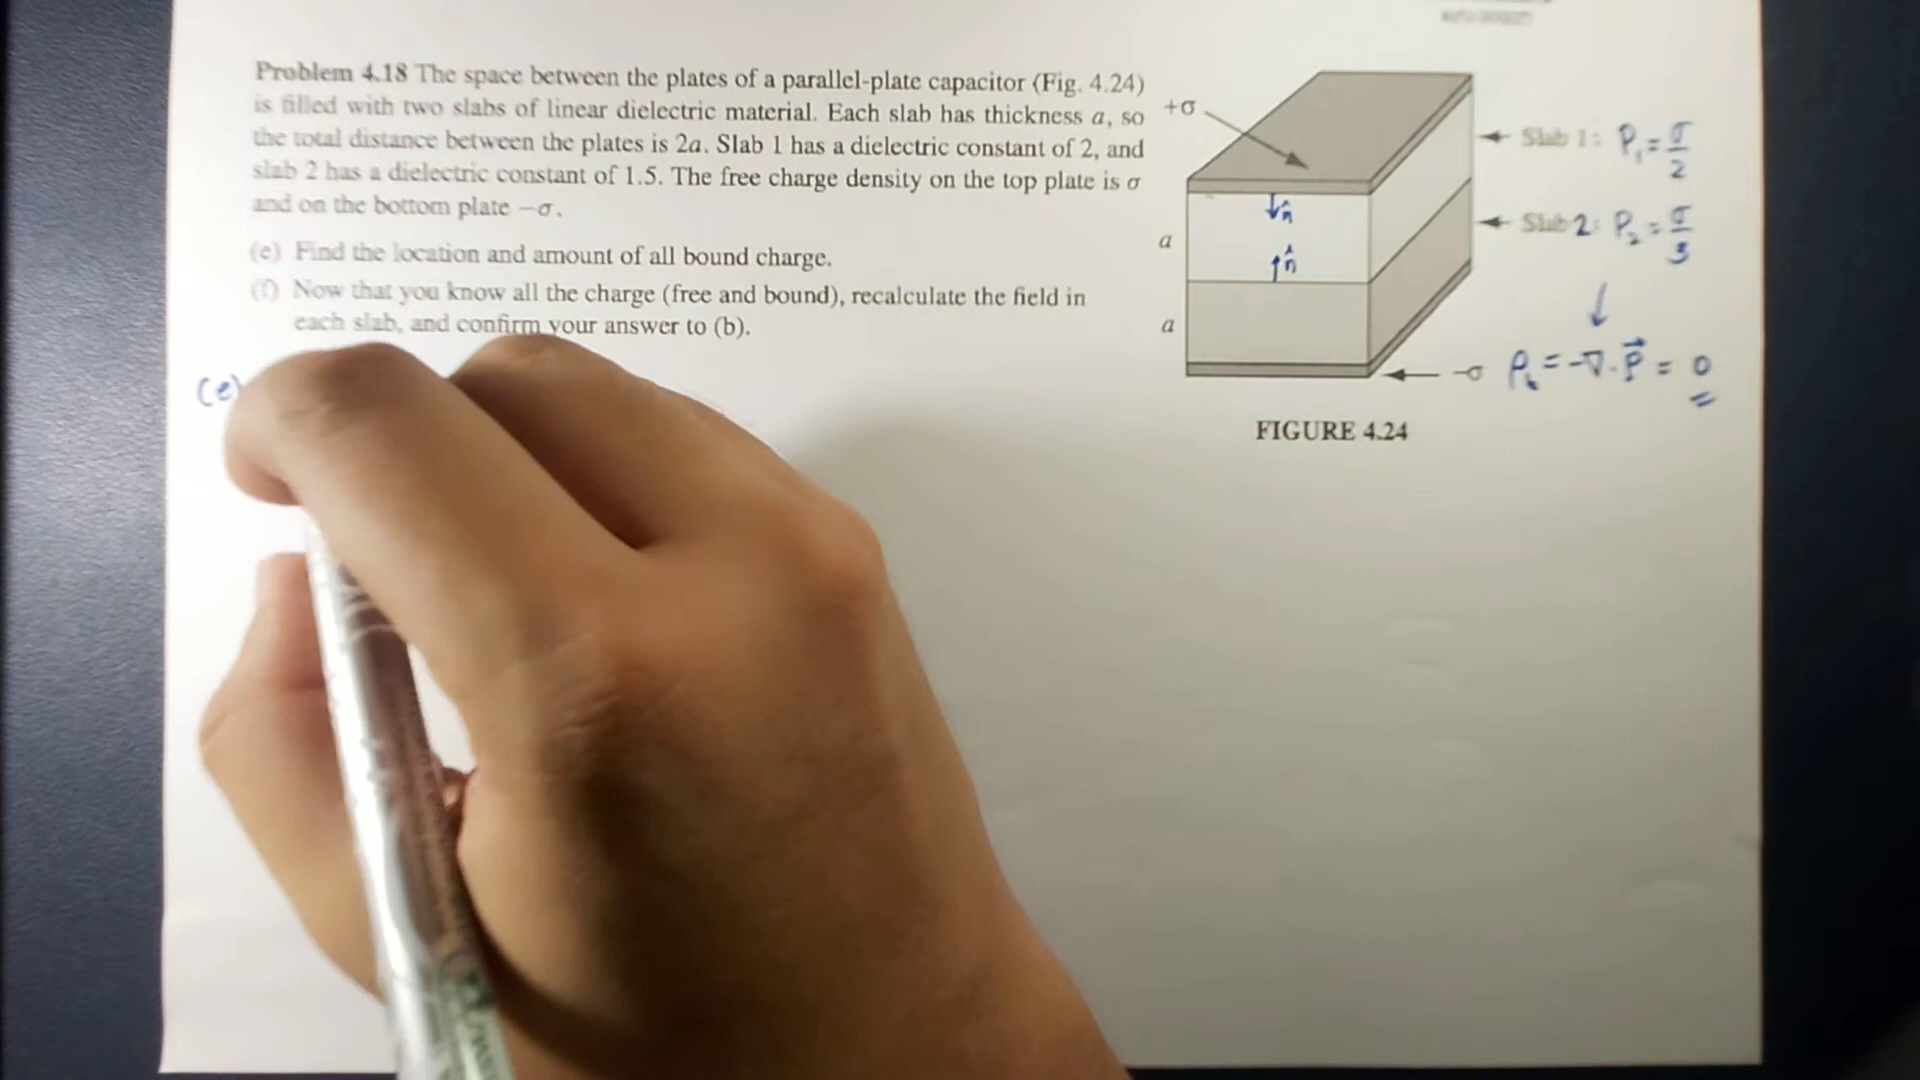 Problem 4.18 The space between the plates of a parallel-plate capacitor (Fig. 4.24)
is filled with two slabs of linear dielectric material. Each slab has thickness a, so
the total distance between the plates is 2a. Slab 1 has a dielectric constant of 2, and
slab 2 has a dielectric constant of 1.5. The free charge density on the top plate is σ
and on the bottom plate −σ.
(e) Find the location and amount of all bound charge.
(f) Now that you know all the charge (free and bound), recalculate the field in
each slab, and confirm your answer to (b).
(e)
+σ
Slab 1: P₁ = σ/2
n̂
a
Slab 2: P₂ = σ/3
n̂
a
−σ
ρ_b = -∇·P⃗ = 0
FIGURE 4.24